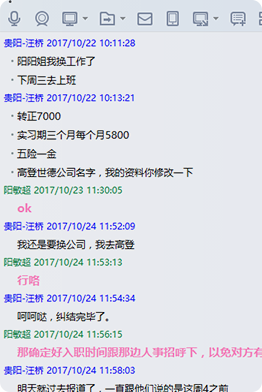 贵阳-汪桥 2017/10/22 10:11:28
阳阳姐我换工作了
下周三去上班
贵阳-汪桥 2017/10/22 10:13:21
转正7000
实习期三个月每个月5800
五险一金
高登世德公司名字，我的资料你修改一下
阳敏超 2017/10/23 11:30:05
ok
贵阳-汪桥 2017/10/24 11:52:09
我还是要换公司，我去高登
阳敏超 2017/10/24 11:53:13
行哈
贵阳-汪桥 2017/10/24 11:54:34
呵呵哒，纠结完毕了。
阳敏超 2017/10/24 11:56:15
那确定好入职时间跟那边人事招呼下，以免对方有
贵阳-汪桥 2017/10/24 11:58:03
明天就过去报道了，一直跟他们说的是这周4之前